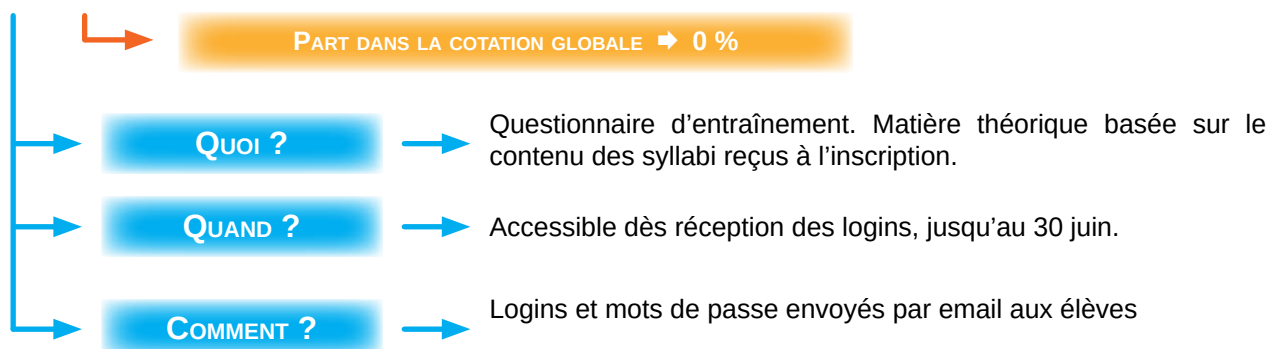 Part dans la cotation globale ➡ 0 %
Quoi ?
Questionnaire d’entraînement. Matière théorique basée sur le
contenu des syllabi reçus à l’inscription.
Quand ?
Accessible dès réception des logins, jusqu’au 30 juin.
Comment ?
Logins et mots de passe envoyés par email aux élèves